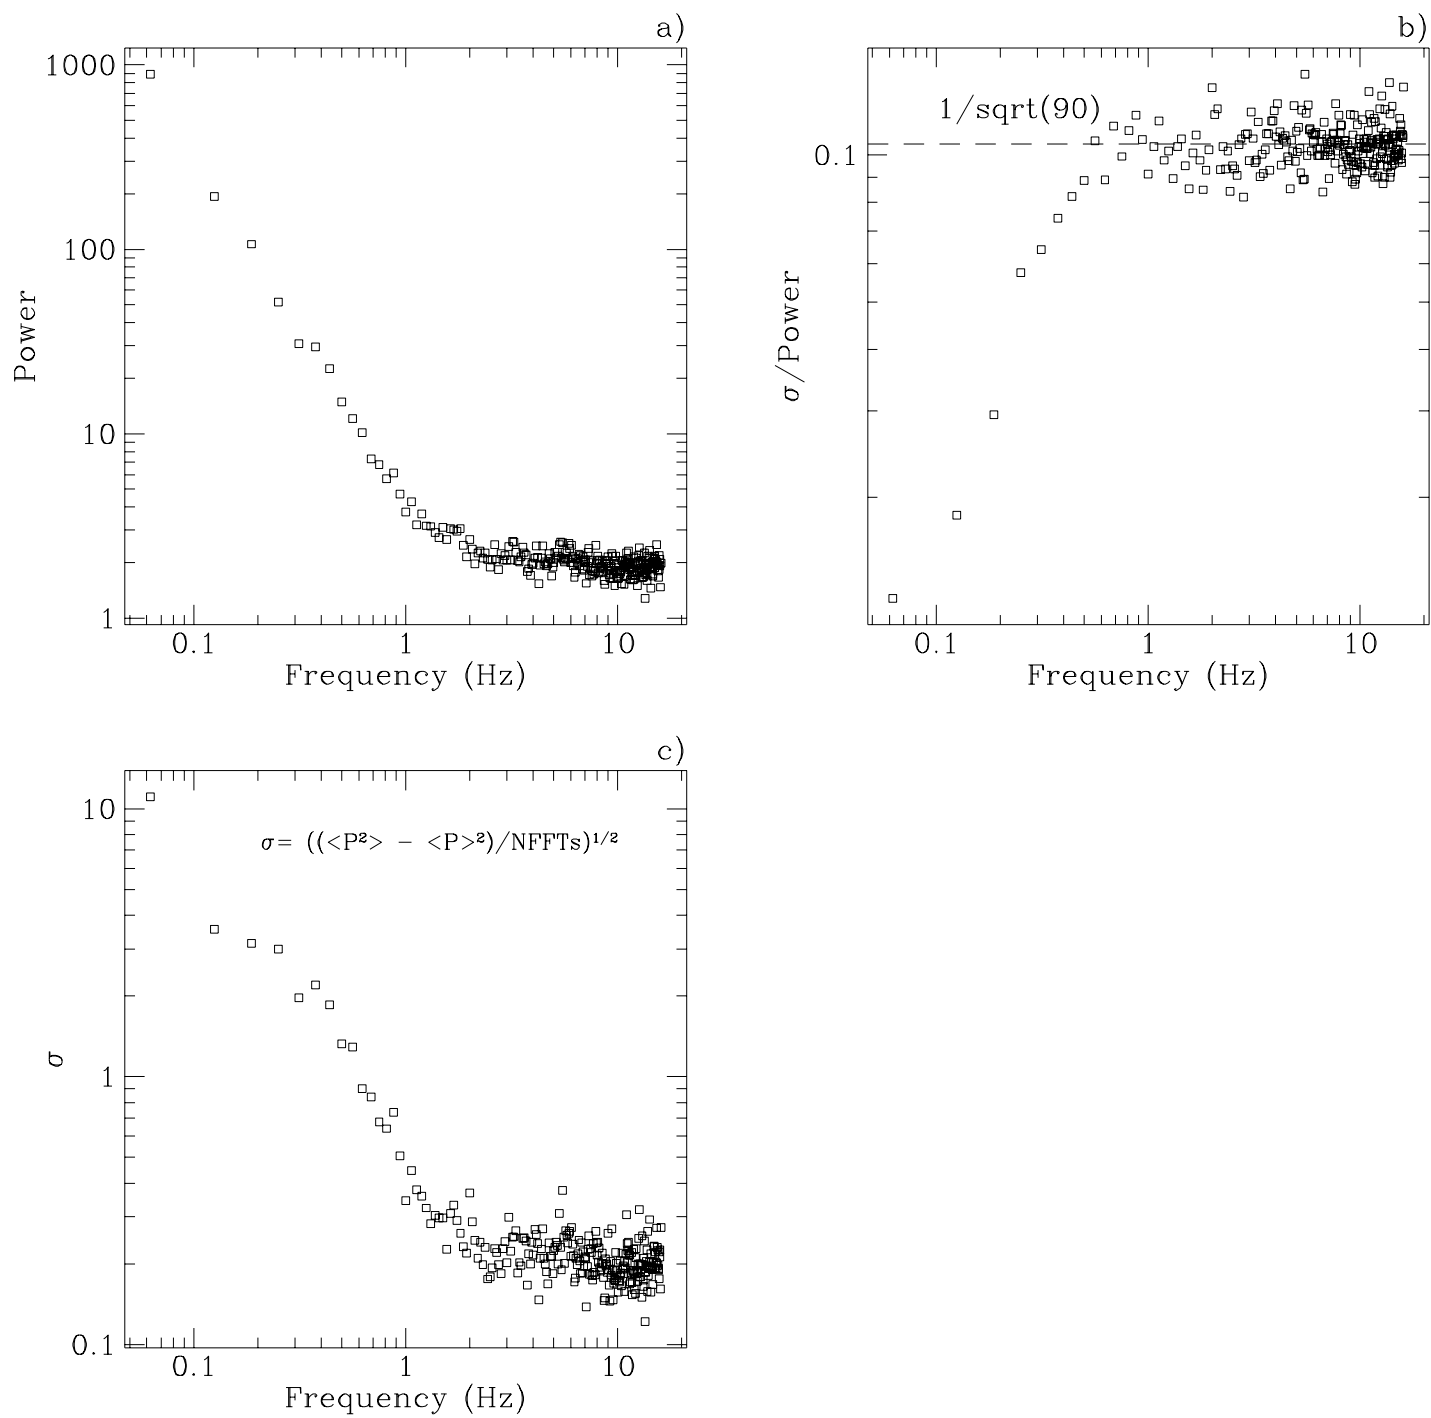 a)
1000
100
10
1
Power
0.1 1 10
Frequency (Hz)
b)
1/sqrt(90)
0.1
σ/Power
0.1 1 10
Frequency (Hz)
c)
10
σ= ((<P²> − <P>²)/NFFTs)¹/²
1
0.1
σ
0.1 1 10
Frequency (Hz)